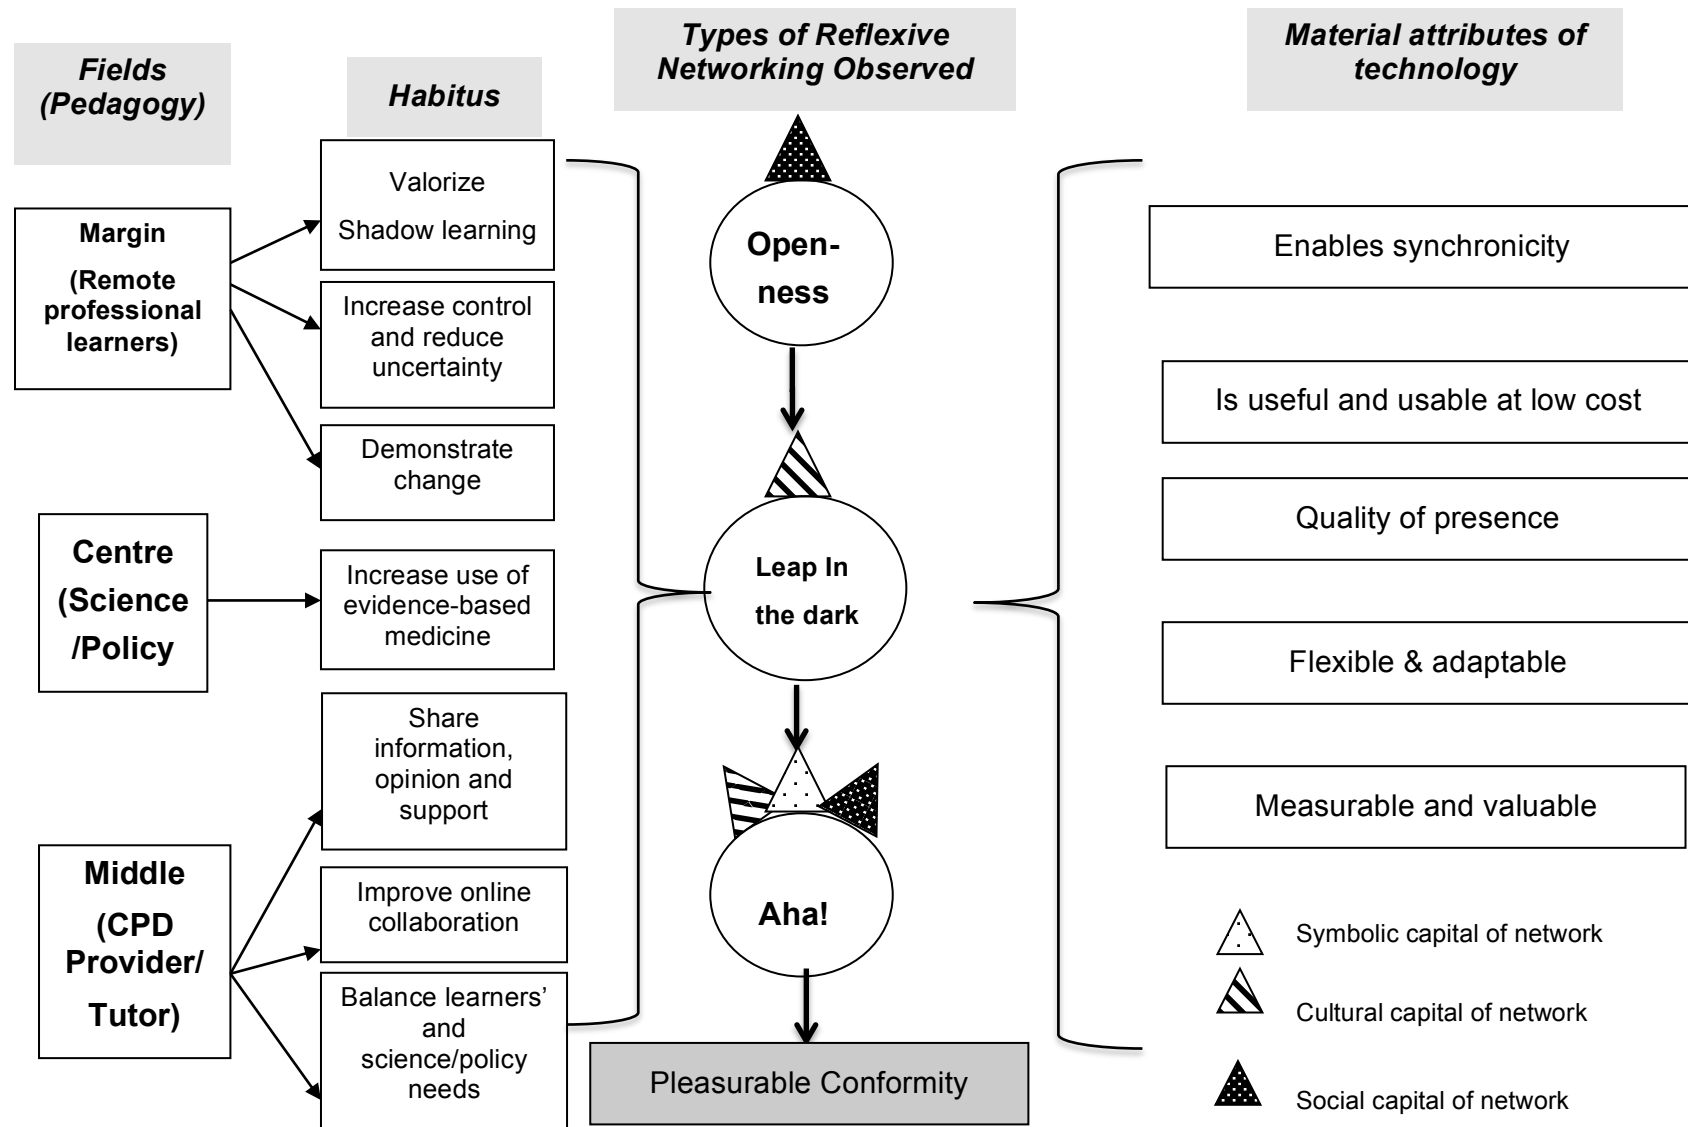 Fields
(Pedagogy)
Habitus
Types of Reflexive
Networking Observed
Material attributes of
technology
Margin
(Remote
professional
learners)
Centre
(Science
/Policy
Middle
(CPD
Provider/
Tutor)
Valorize
Shadow learning
Increase control
and reduce
uncertainty
Demonstrate
change
Increase use of
evidence-based
medicine
Share
information,
opinion and
support
Improve online
collaboration
Balance learners’
and
science/policy
needs
Open-
ness
Leap In
the dark
Aha!
Pleasurable Conformity
Enables synchronicity
Is useful and usable at low cost
Quality of presence
Flexible & adaptable
Measurable and valuable
Symbolic capital of network
Cultural capital of network
Social capital of network